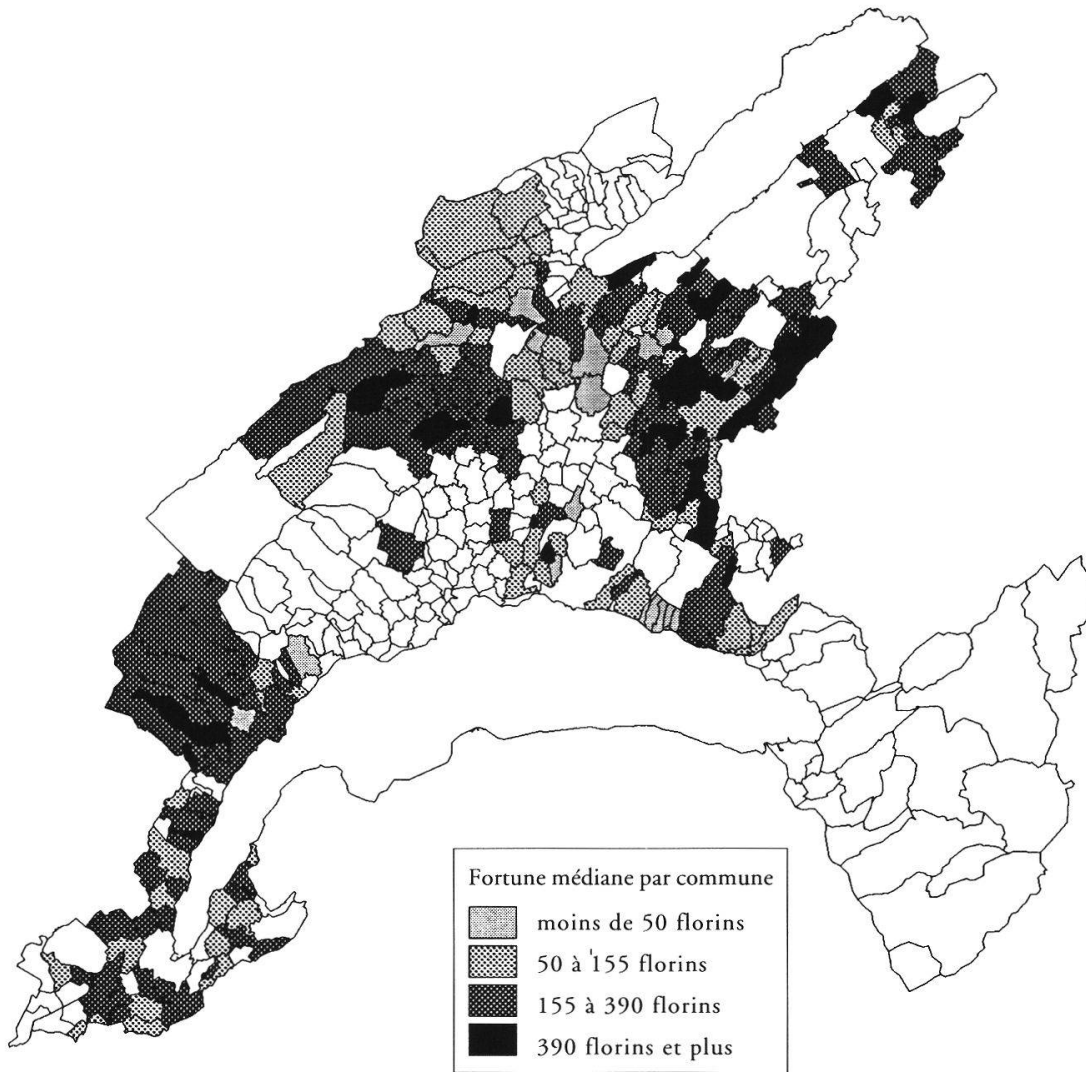 Fortune médiane par commune
moins de 50 florins
50 à 155 florins
155 à 390 florins
390 florins et plus